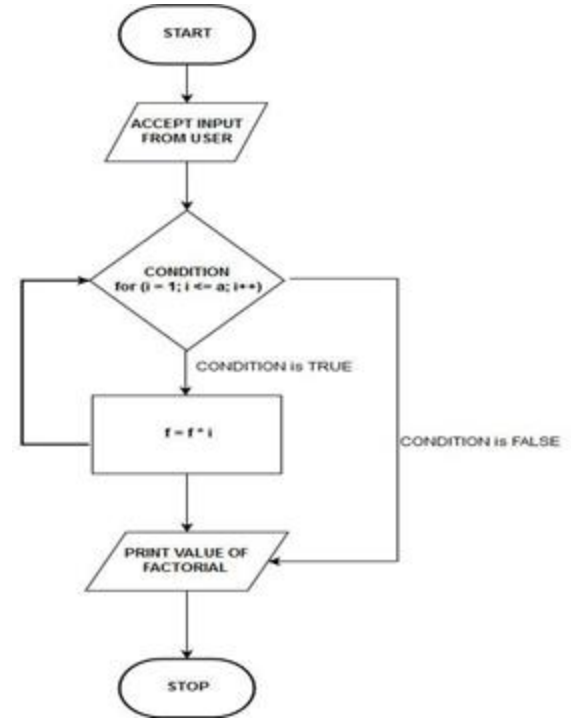 START
ACCEPT INPUT
FROM USER
CONDITION
for (i = 1; i <= a; i++)
CONDITION is TRUE
f = f * i
CONDITION is FALSE
PRINT VALUE OF
FACTORIAL
STOP